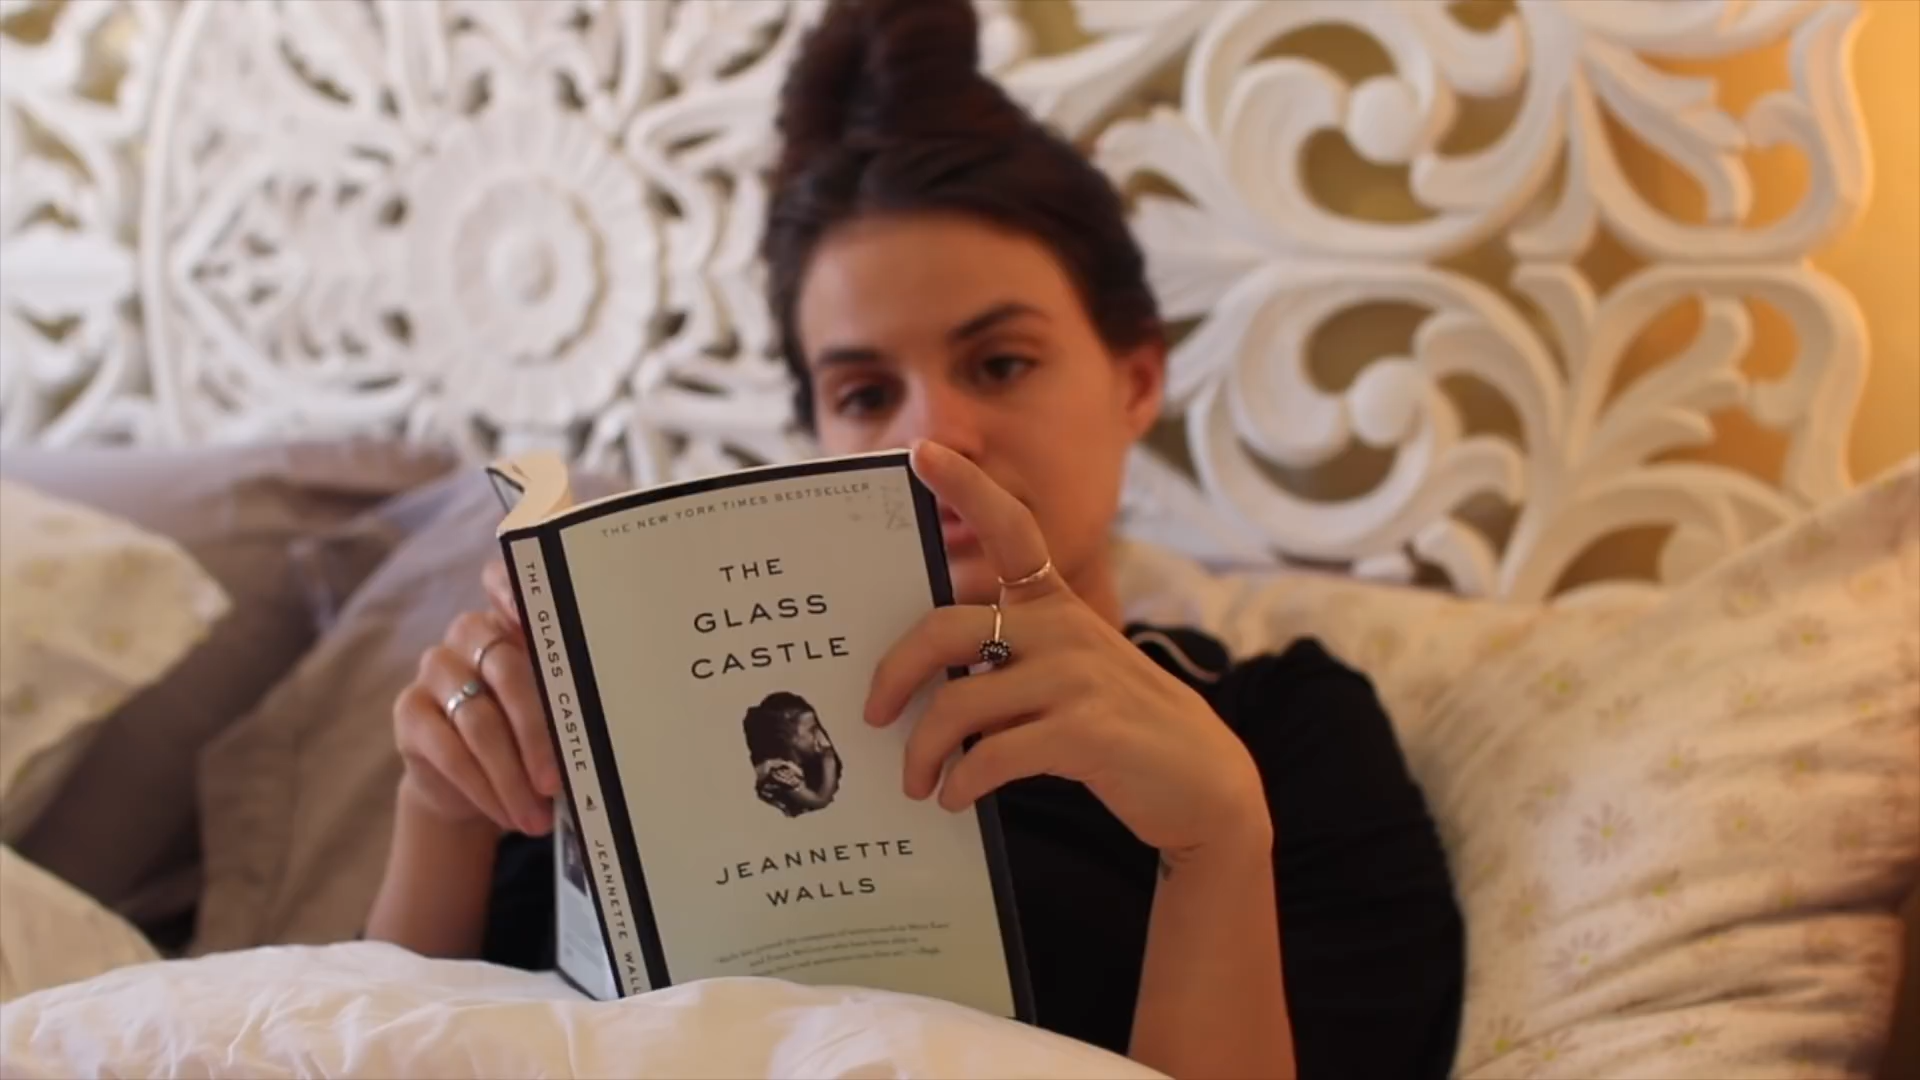 THE NEW YORK TIMES BESTSELLER
THE
GLASS
CASTLE
JEANNETTE
WALLS
THE GLASS CASTLE JEANNETTE WALLS